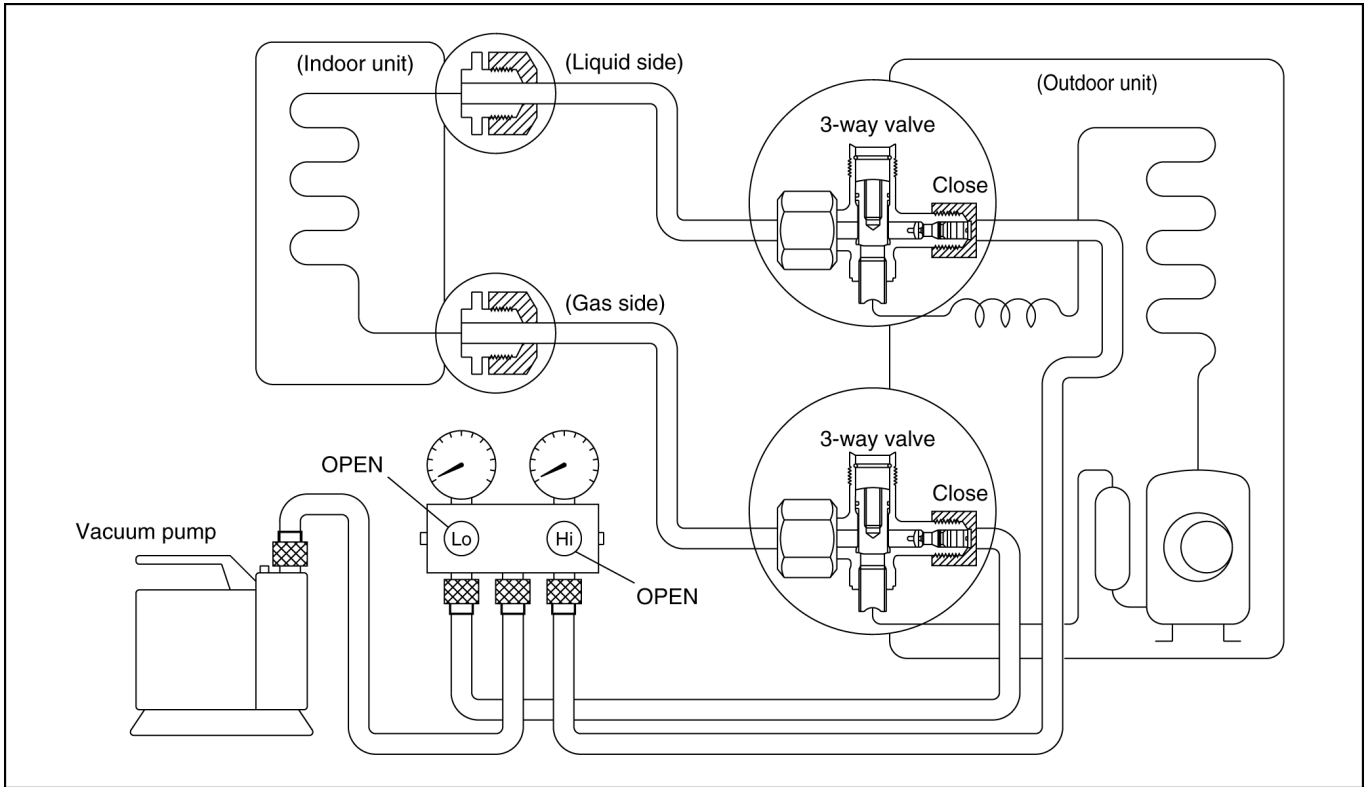 (Indoor unit)
(Liquid side)
(Outdoor unit)
3-way valve
Close
(Gas side)
3-way valve
Close
OPEN
Vacuum pump
Lo
Hi
OPEN